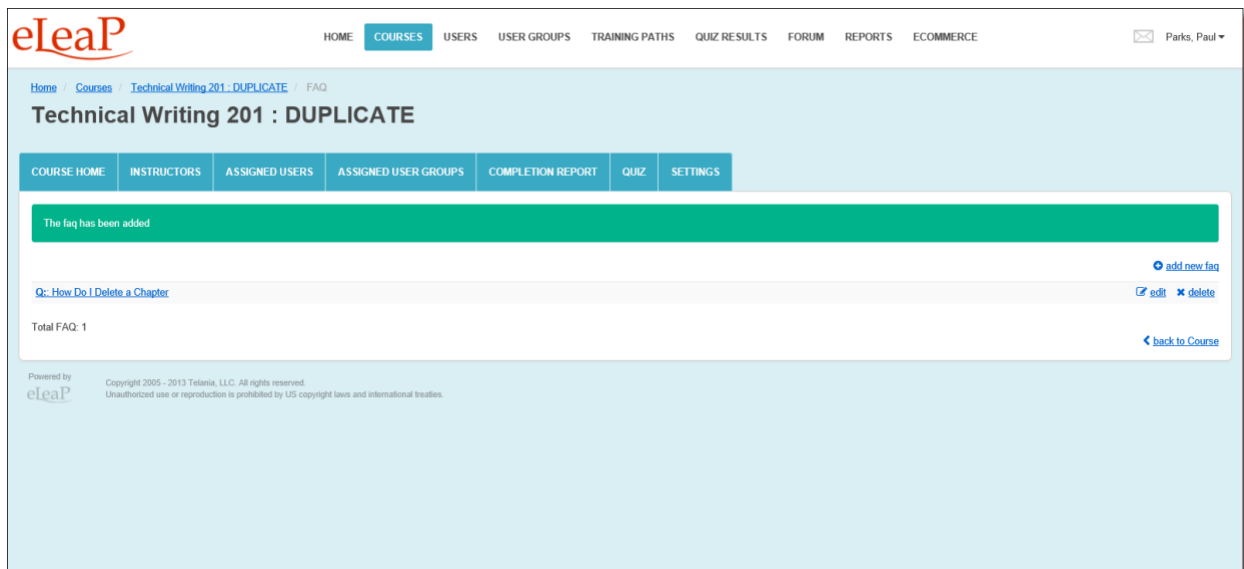 eLeaP
HOME COURSES USERS USER GROUPS TRAINING PATHS QUIZ RESULTS FORUM REPORTS ECOMMERCE Parks, Paul
Home / Courses / Technical Writing 201 : DUPLICATE / FAQ
Technical Writing 201 : DUPLICATE
COURSE HOME INSTRUCTORS ASSIGNED USERS ASSIGNED USER GROUPS COMPLETION REPORT QUIZ SETTINGS
The faq has been added
add new faq
Q:: How Do I Delete a Chapter edit delete
Total FAQ: 1
back to Course
Powered by
eLeaP
Copyright 2005 - 2013 Telania, LLC. All rights reserved.
Unauthorized use or reproduction is prohibited by US copyright laws and international treaties.